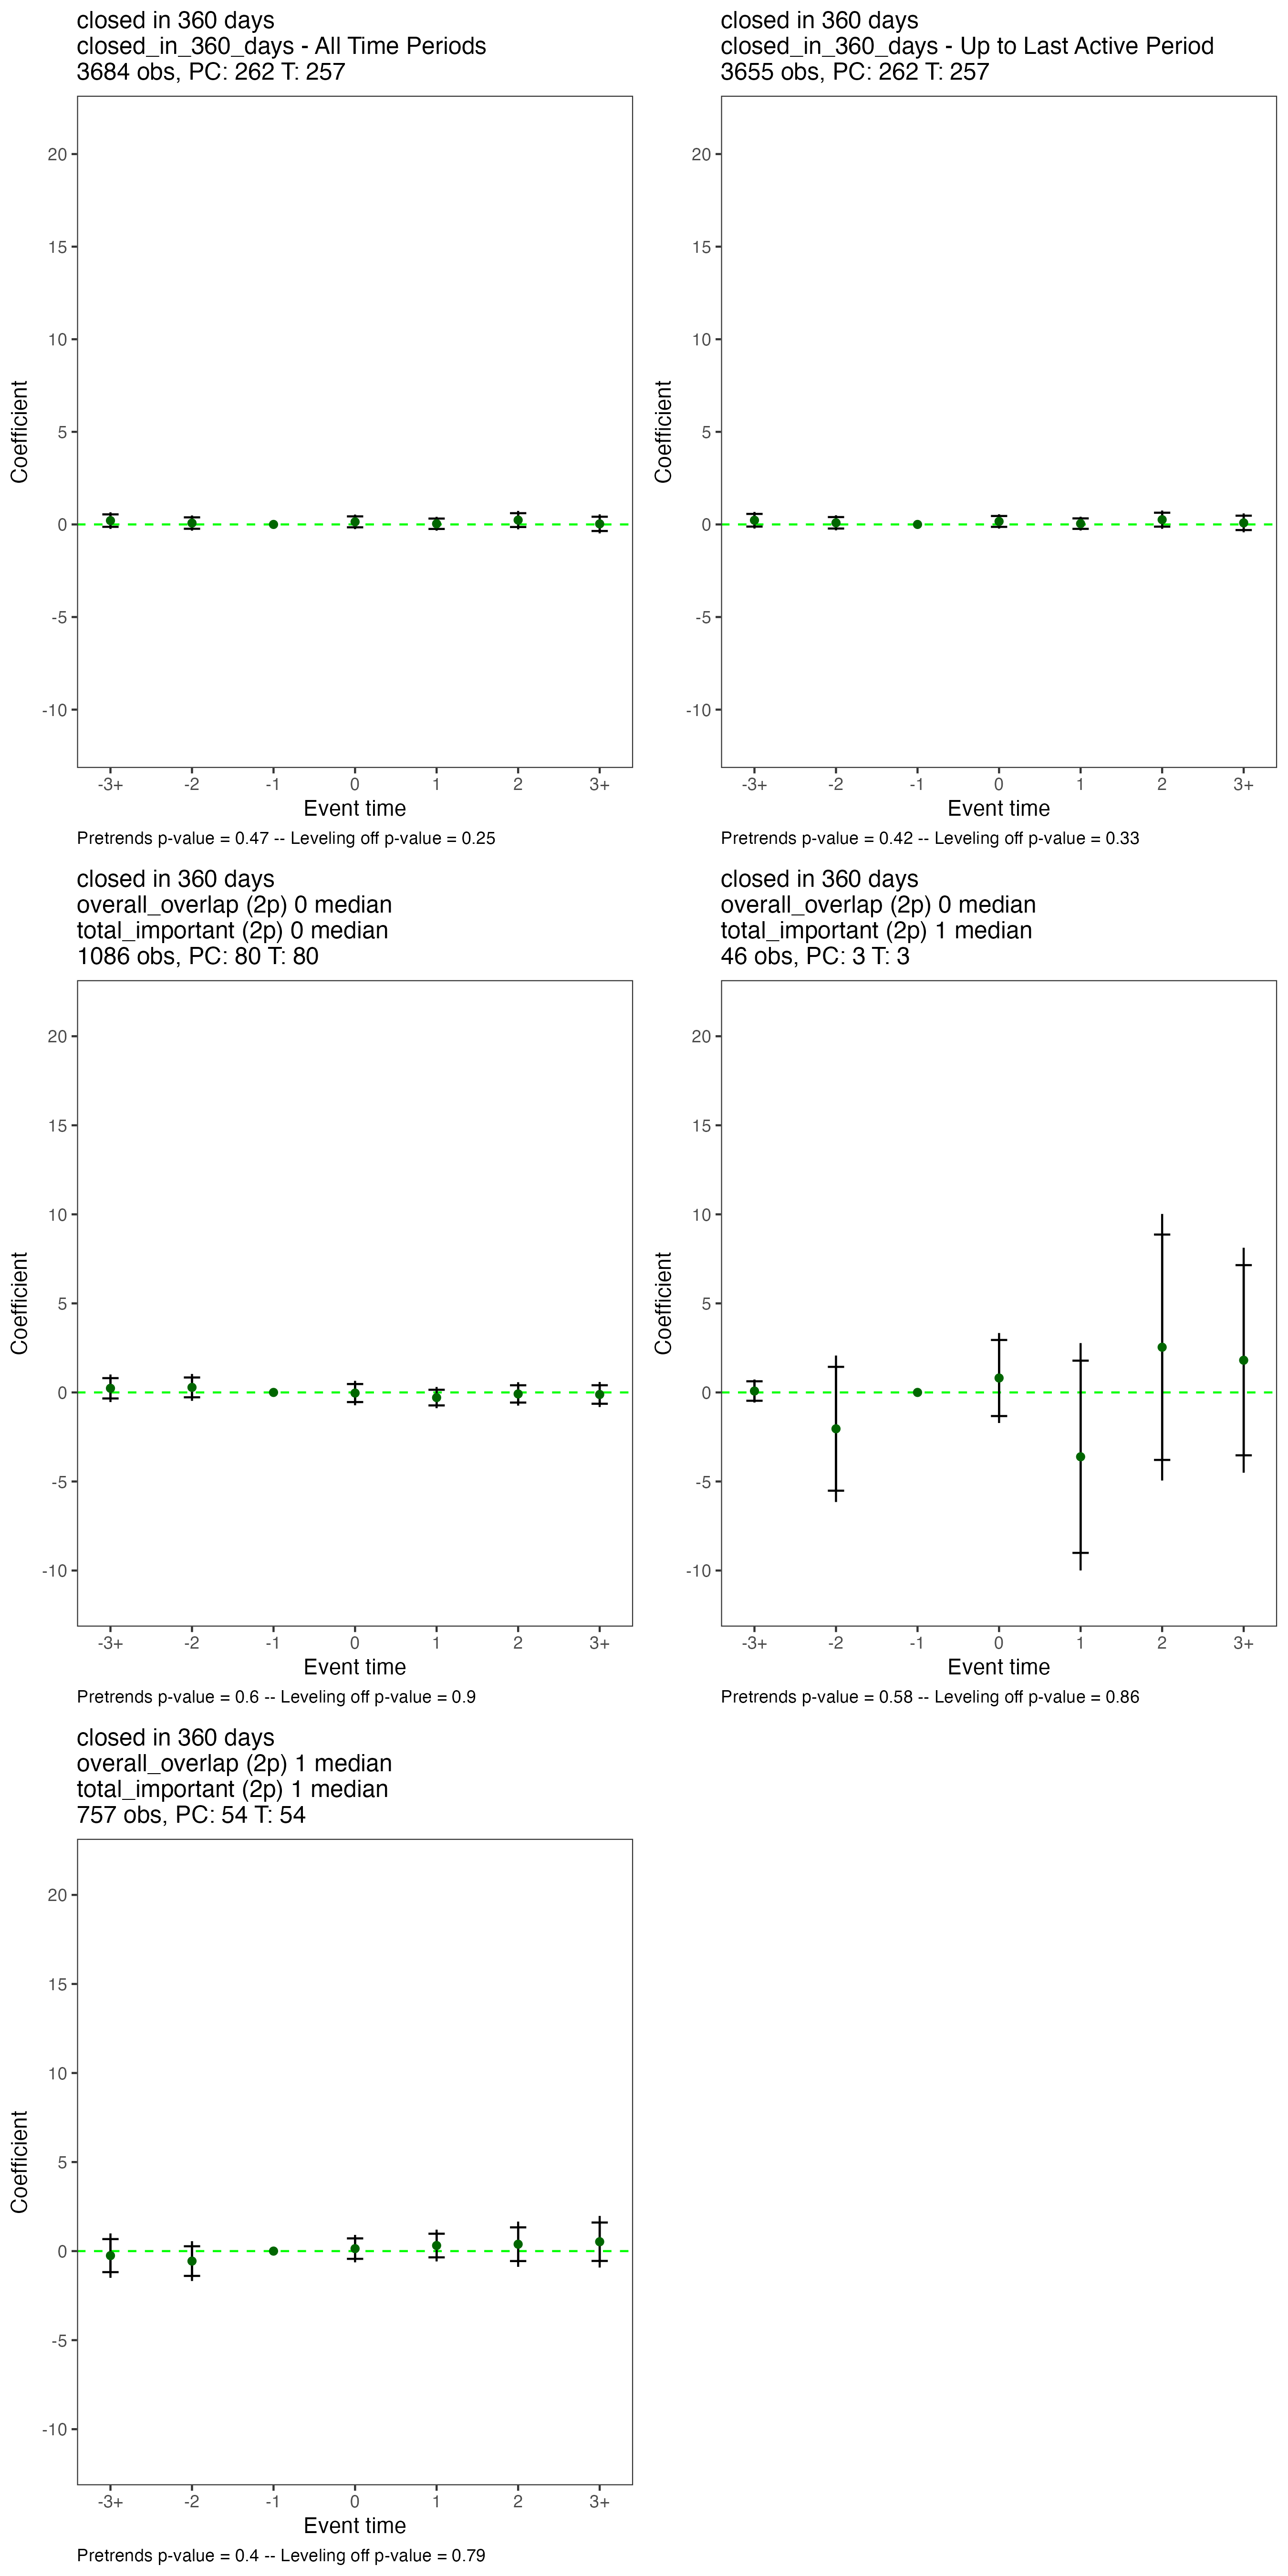 closed in 360 days
closed_in_360_days - All Time Periods
3684 obs, PC: 262 T: 257
20
15
10
5
0
-5
-10
Coefficient
-3+ -2 -1 0 1 2 3+
Event time
Pretrends p-value = 0.47 -- Leveling off p-value = 0.25
closed in 360 days
closed_in_360_days - Up to Last Active Period
3655 obs, PC: 262 T: 257
20
15
10
5
0
-5
-10
Coefficient
-3+ -2 -1 0 1 2 3+
Event time
Pretrends p-value = 0.42 -- Leveling off p-value = 0.33
closed in 360 days
overall_overlap (2p) 0 median
total_important (2p) 0 median
1086 obs, PC: 80 T: 80
20
15
10
5
0
-5
-10
Coefficient
-3+ -2 -1 0 1 2 3+
Event time
Pretrends p-value = 0.6 -- Leveling off p-value = 0.9
closed in 360 days
overall_overlap (2p) 0 median
total_important (2p) 1 median
46 obs, PC: 3 T: 3
20
15
10
5
0
-5
-10
Coefficient
-3+ -2 -1 0 1 2 3+
Event time
Pretrends p-value = 0.58 -- Leveling off p-value = 0.86
closed in 360 days
overall_overlap (2p) 1 median
total_important (2p) 1 median
757 obs, PC: 54 T: 54
20
15
10
5
0
-5
-10
Coefficient
-3+ -2 -1 0 1 2 3+
Event time
Pretrends p-value = 0.4 -- Leveling off p-value = 0.79